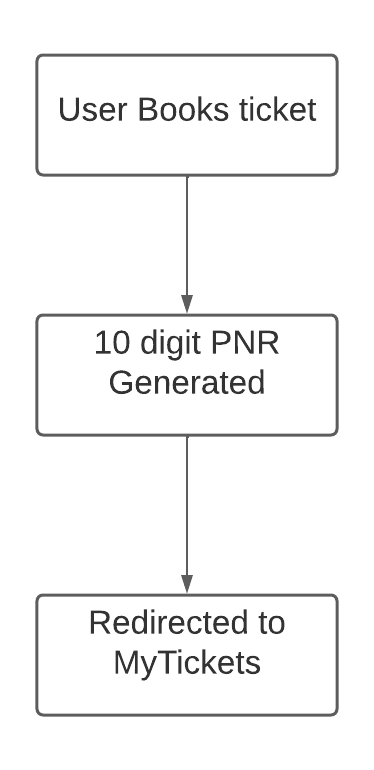 User Books ticket
10 digit PNR
Generated
Redirected to
MyTickets